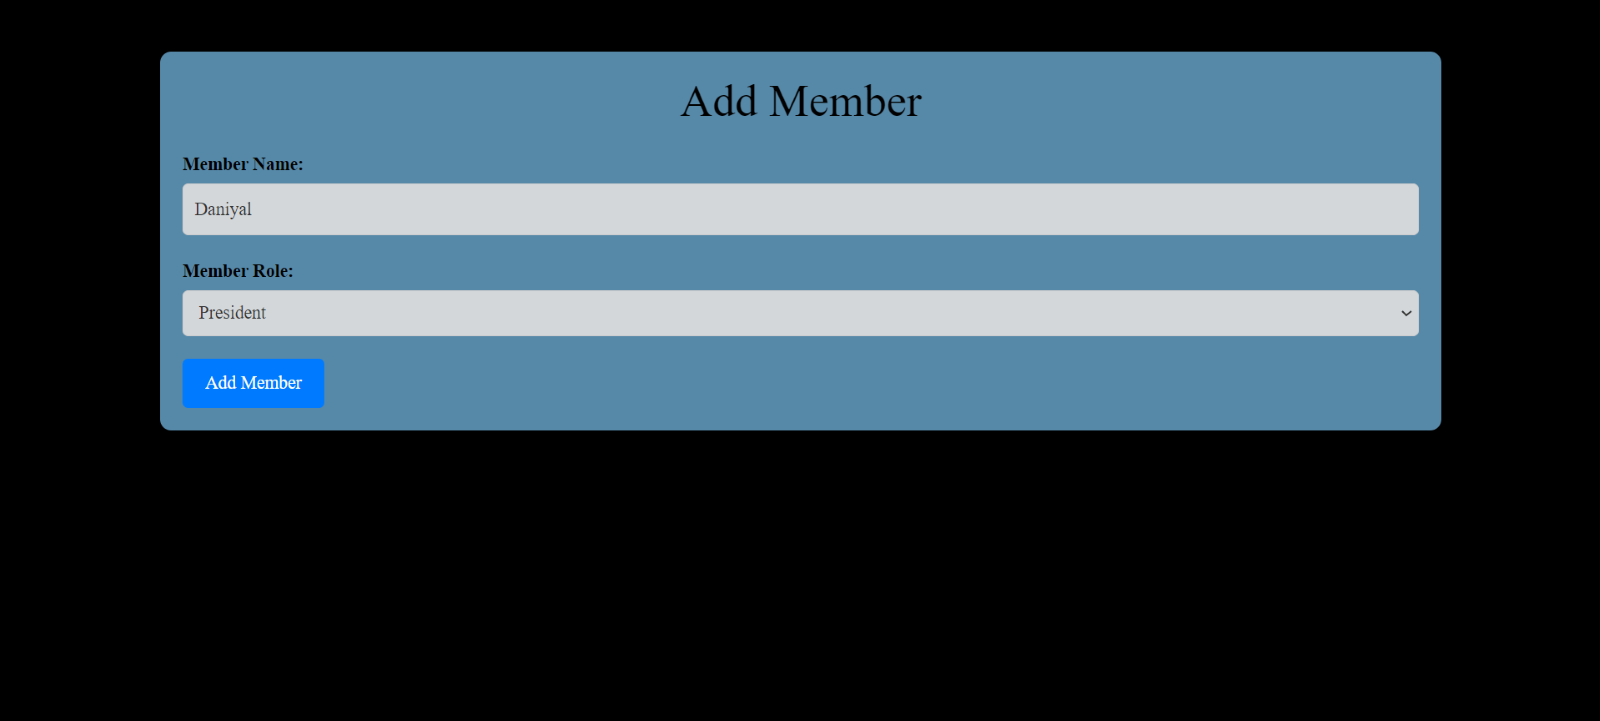 Add Member
Member Name:
Daniyal
Member Role:
President
Add Member